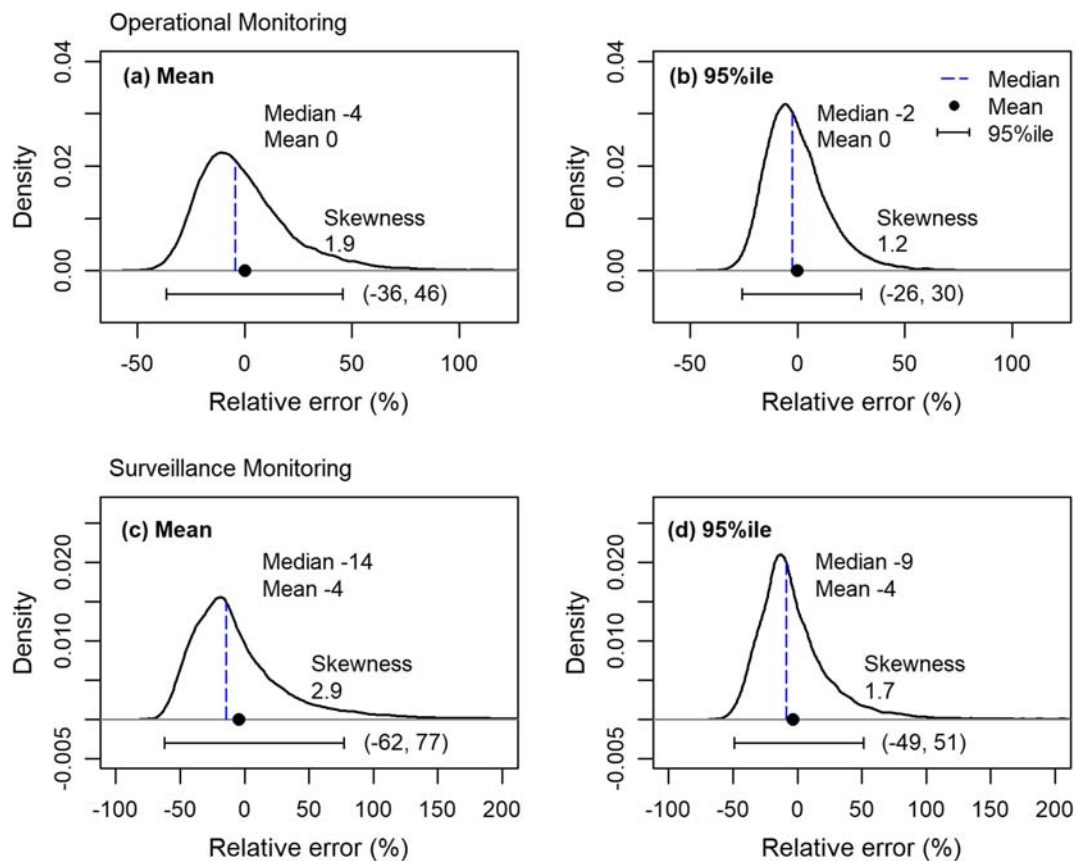 Operational Monitoring
(a) Mean
Median -4
Mean 0
Skewness
1.9
(-36, 46)
Density
0.00
0.02
0.04
-50
0
50
100
Relative error (%)
(b) 95%ile
Median -2
Mean 0
Skewness
1.2
(-26, 30)
Median
Mean
95%ile
Density
0.00
0.02
0.04
-50
0
50
100
Relative error (%)
Surveillance Monitoring
(c) Mean
Median -14
Mean -4
Skewness
2.9
(-62, 77)
Density
-0.005
0.010
0.020
-100
-50
0
50
100
150
200
Relative error (%)
(d) 95%ile
Median -9
Mean -4
Skewness
1.7
(-49, 51)
Density
-0.005
0.010
0.020
-100
-50
0
50
100
150
200
Relative error (%)